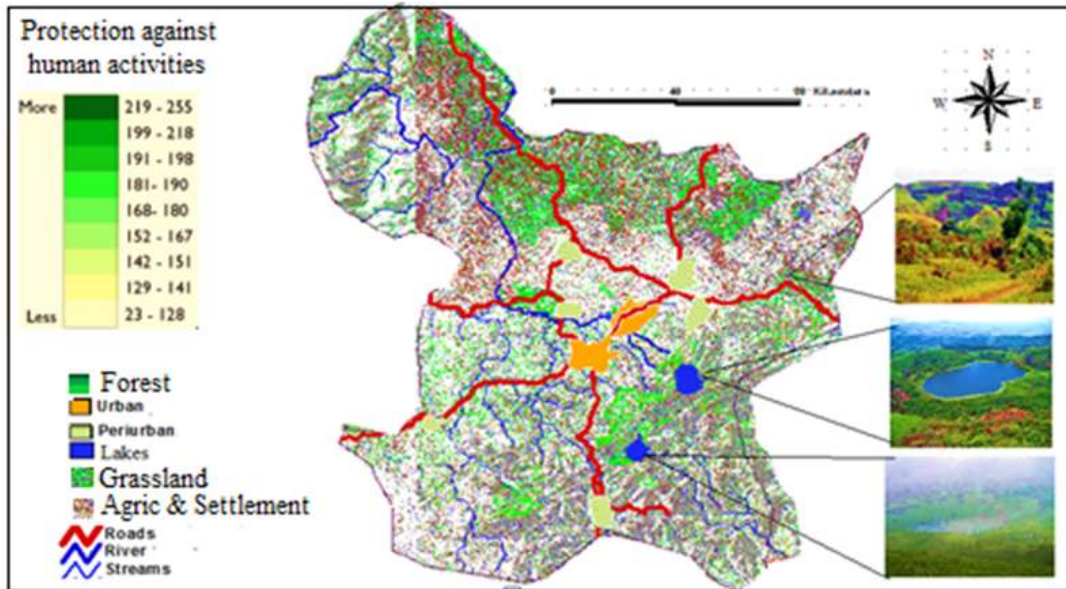 Protection against
human activities
More
219 - 255
199 - 218
191 - 198
181- 190
168- 180
152 - 167
142 - 151
129 - 141
Less
23 - 128
Forest
Urban
Periurban
Lakes
Grassland
Agric & Settlement
Roads
River
Streams
0
N
W
E
S